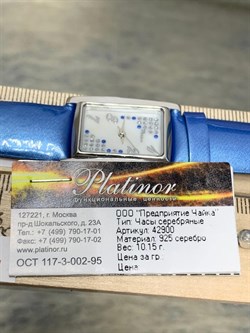 Platinor
функциональные ценности
127221, г. Москва
пр-д.Шокальского, д.23А
Тел.: +7 (499) 790-17-01
Факс.: +7 (499) 790-17-02
www.platinor.ru
ОСТ 117-3-002-95
ООО "Предприятие Чайка"
Тип: Часы серебряные
Артикул: 42900
Материал: 925 серебро
Вес: 10.15 г.
Цена за гр.:
Цена: